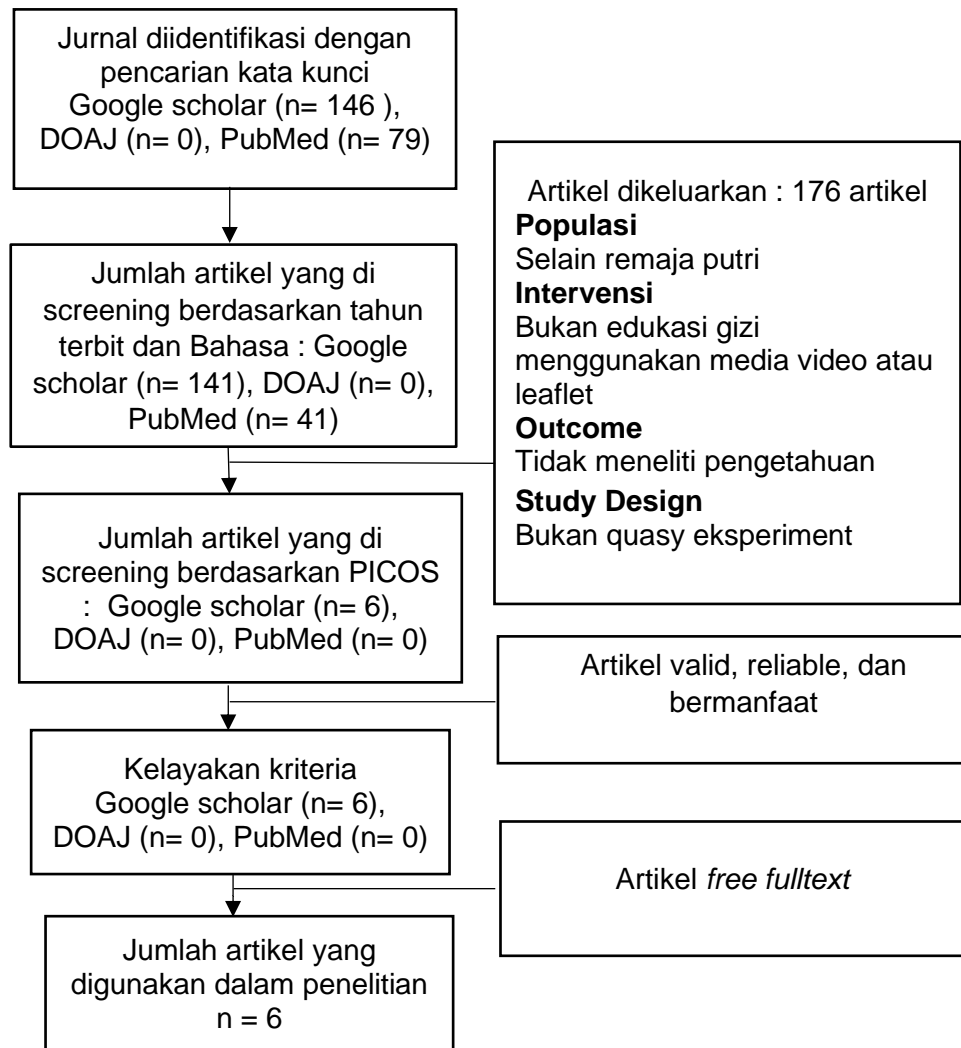 Jurnal diidentifikasi dengan
pencarian kata kunci
Google scholar (n= 146 ),
DOAJ (n= 0), PubMed (n= 79)
Jumlah artikel yang di
screening berdasarkan tahun
terbit dan Bahasa : Google
scholar (n= 141), DOAJ (n= 0),
PubMed (n= 41)
Artikel dikeluarkan : 176 artikel
Populasi
Selain remaja putri
Intervensi
Bukan edukasi gizi
menggunakan media video atau
leaflet
Outcome
Tidak meneliti pengetahuan
Study Design
Bukan quasy eksperiment
Jumlah artikel yang di
screening berdasarkan PICOS
: Google scholar (n= 6),
DOAJ (n= 0), PubMed (n= 0)
Artikel valid, reliable, dan
bermanfaat
Kelayakan kriteria
Google scholar (n= 6),
DOAJ (n= 0), PubMed (n= 0)
Artikel free fulltext
Jumlah artikel yang
digunakan dalam penelitian
n = 6